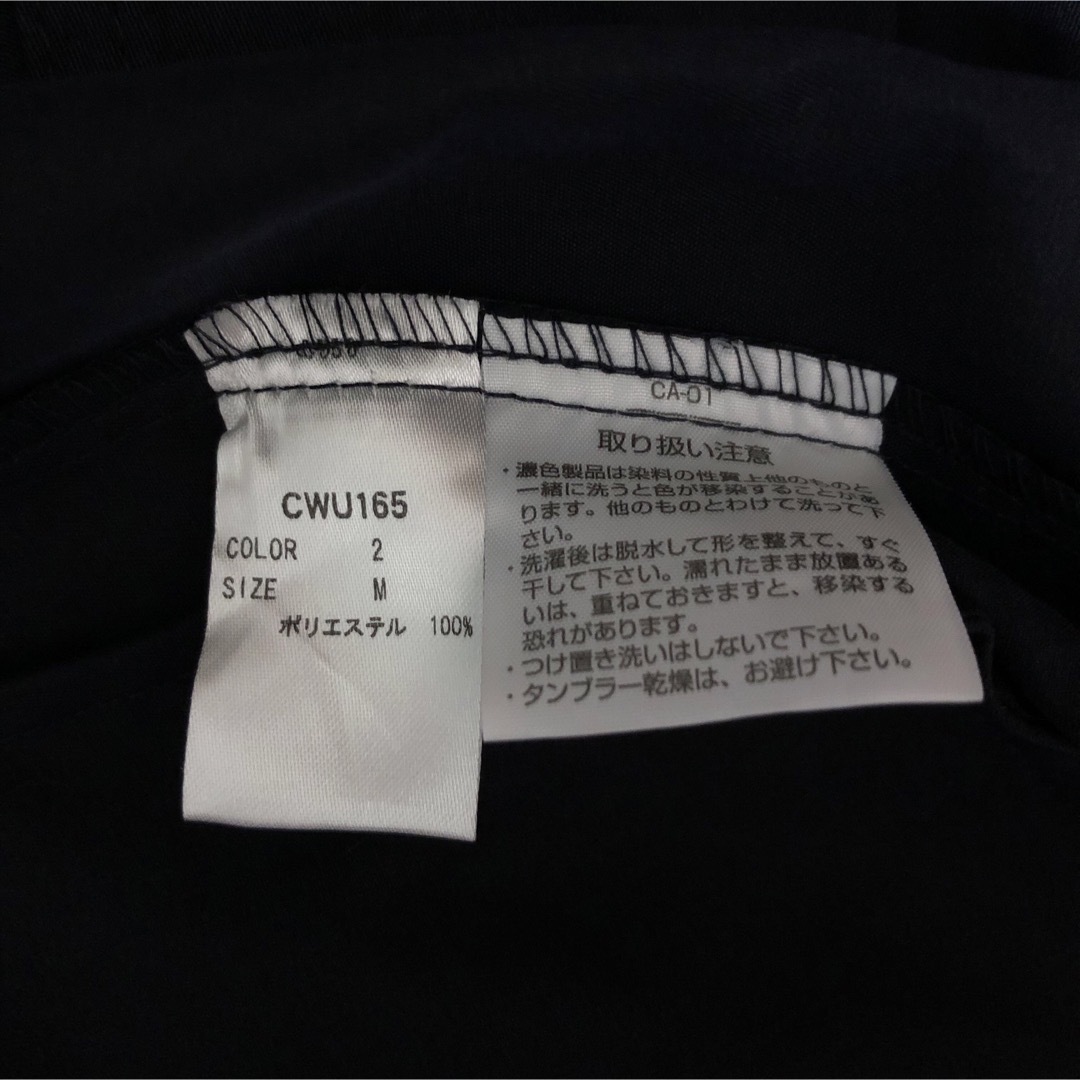 CWU165
COLOR 2
SIZE M
ポリエステル 100%
CA-01
取り扱い注意
・濃色製品は染料の性質上他のものと
一緒に洗うと色が移染することがあ
ります。他のものとわけて洗って下
さい。
・洗濯後は脱水して形を整えて、すぐ
干して下さい。濡れたまま放置ある
いは、重ねておきますと、移染する
恐れがあります。
・つけ置き洗いはしないで下さい。
・タンブラー乾燥は、お避け下さい。